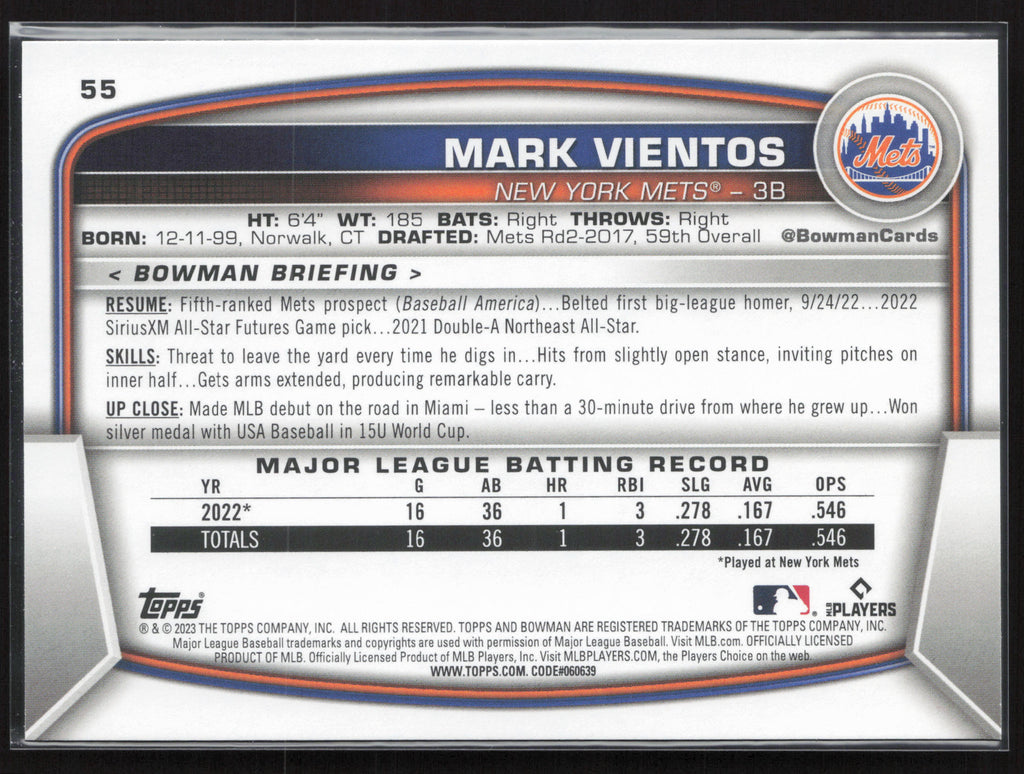 55
MARK VIENTOS
Mets
NEW YORK METS® – 3B
HT: 6'4" WT: 185 BATS: Right THROWS: Right
BORN: 12-11-99, Norwalk, CT DRAFTED: Mets Rd2-2017, 59th Overall @BowmanCards
< BOWMAN BRIEFING >
RESUME: Fifth-ranked Mets prospect (Baseball America)...Belted first big-league homer, 9/24/22...2022
SiriusXM All-Star Futures Game pick...2021 Double-A Northeast All-Star.
SKILLS: Threat to leave the yard every time he digs in...Hits from slightly open stance, inviting pitches on
inner half...Gets arms extended, producing remarkable carry.
UP CLOSE: Made MLB debut on the road in Miami – less than a 30-minute drive from where he grew up...Won
silver medal with USA Baseball in 15U World Cup.
MAJOR LEAGUE BATTING RECORD
YR G AB HR RBI SLG AVG OPS
2022* 16 36 1 3 .278 .167 .546
TOTALS 16 36 1 3 .278 .167 .546
*Played at New York Mets
TOPPS® ® MLB PLAYERS
® & © 2023 THE TOPPS COMPANY, INC. ALL RIGHTS RESERVED. TOPPS AND BOWMAN ARE REGISTERED TRADEMARKS OF THE TOPPS COMPANY, INC.
Major League Baseball trademarks and copyrights are used with permission of Major League Baseball. Visit MLB.com. OFFICIALLY LICENSED
PRODUCT OF MLB. Officially Licensed Product of MLB Players, Inc. Visit MLBPLAYERS.COM, the Players Choice on the web.
WWW.TOPPS.COM. CODE#060639